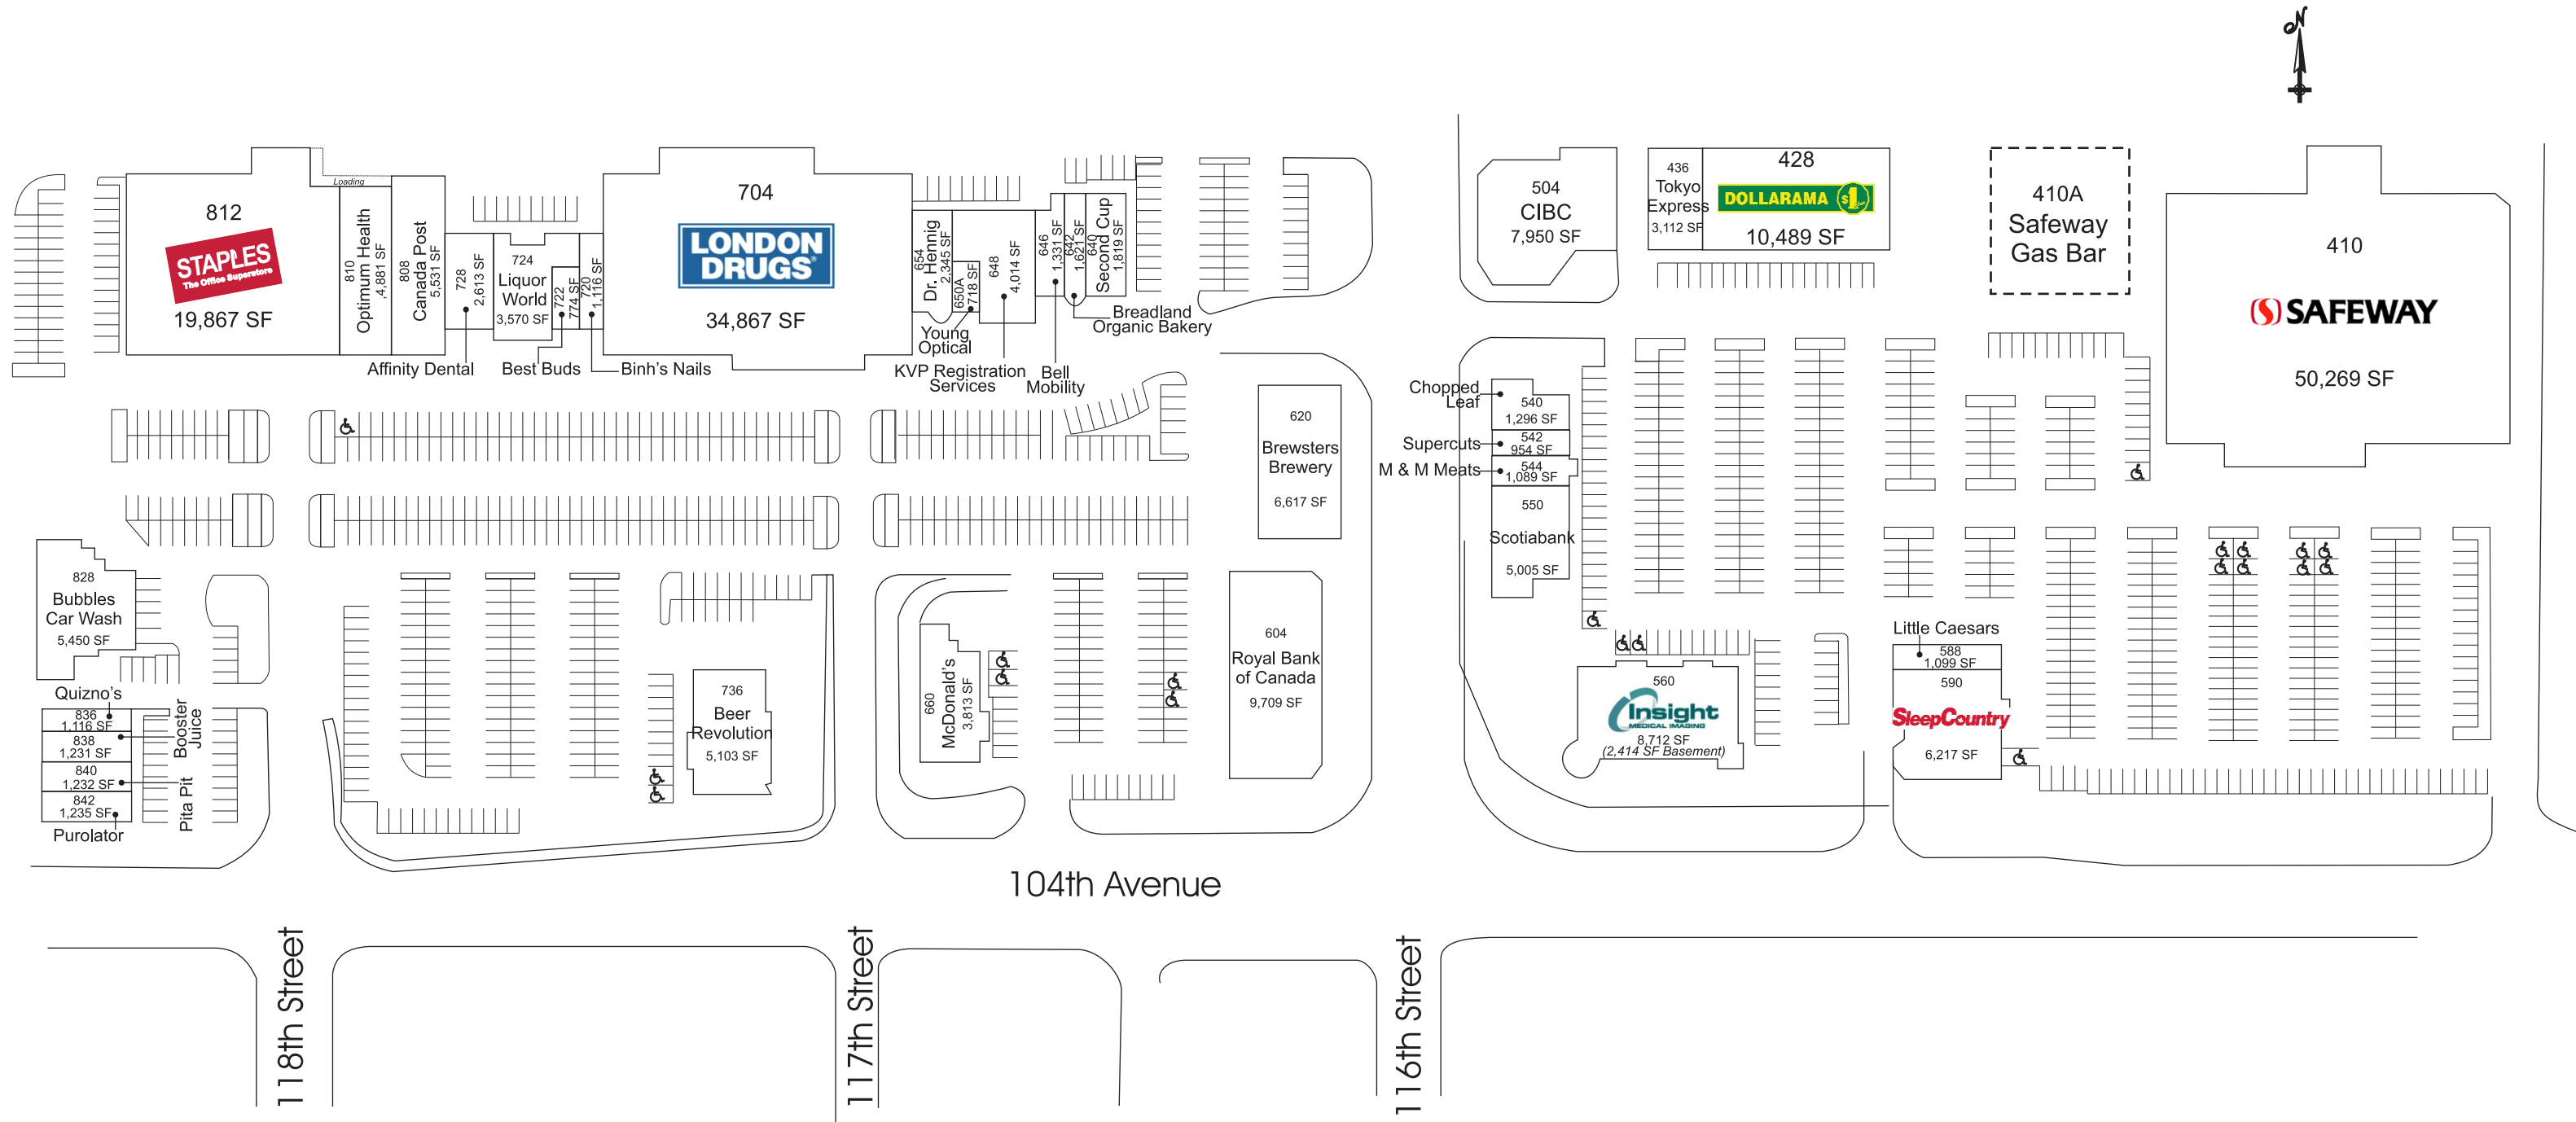 N
812
STAPLES
The Office Superstore
19,867 SF
Loading
810
Optimum Health
,4,881 SF
808
Canada Post
5,531 SF
728
2,613 SF
Affinity Dental
724
Liquor
World
3,570 SF
722
774 SF
Best Buds
720
1,116 SF
Binh's Nails
704
LONDON
DRUGS
34,867 SF
654
Dr. Hennig
2,345 SF
650A
718 SF
Young
Optical
648
4,014 SF
KVP Registration
Services
646
1,331 SF
Bell
Mobility
642
1,621 SF
Breadland
Organic Bakery
640
Second Cup
1,819 SF
504
CIBC
7,950 SF
436
Tokyo
Express
3,112 SF
428
DOLLARAMA $1
10,489 SF
410A
Safeway
Gas Bar
410
SAFEWAY
50,269 SF
620
Brewsters
Brewery
6,617 SF
Chopped
Leaf
540
1,296 SF
Supercuts
542
954 SF
M & M Meats
544
1,089 SF
550
Scotiabank
5,005 SF
828
Bubbles
Car Wash
5,450 SF
Quizno's
836
1,116 SF
838
1,231 SF
Booster
Juice
840
1,232 SF
Pita Pit
842
1,235 SF
Purolator
736
Beer
Revolution
5,103 SF
660
McDonald's
3,813 SF
604
Royal Bank
of Canada
9,709 SF
560
Insight
MEDICAL IMAGING
8,712 SF
(2,414 SF Basement)
Little Caesars
588
1,099 SF
590
SleepCountry
6,217 SF
104th Avenue
118th Street
117th Street
116th Street